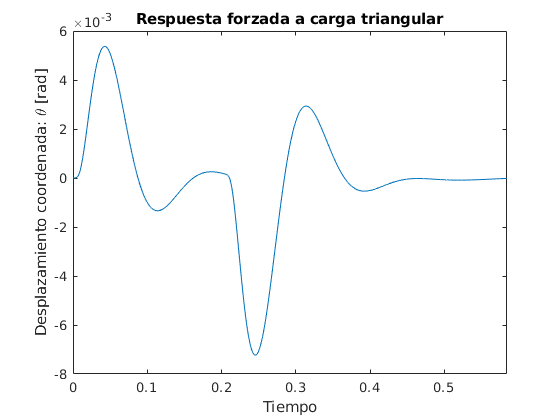 Respuesta forzada a carga triangular
×10⁻³
Desplazamiento coordenada: θ [rad]
6
4
2
0
-2
-4
-6
-8
0 0.1 0.2 0.3 0.4 0.5
Tiempo